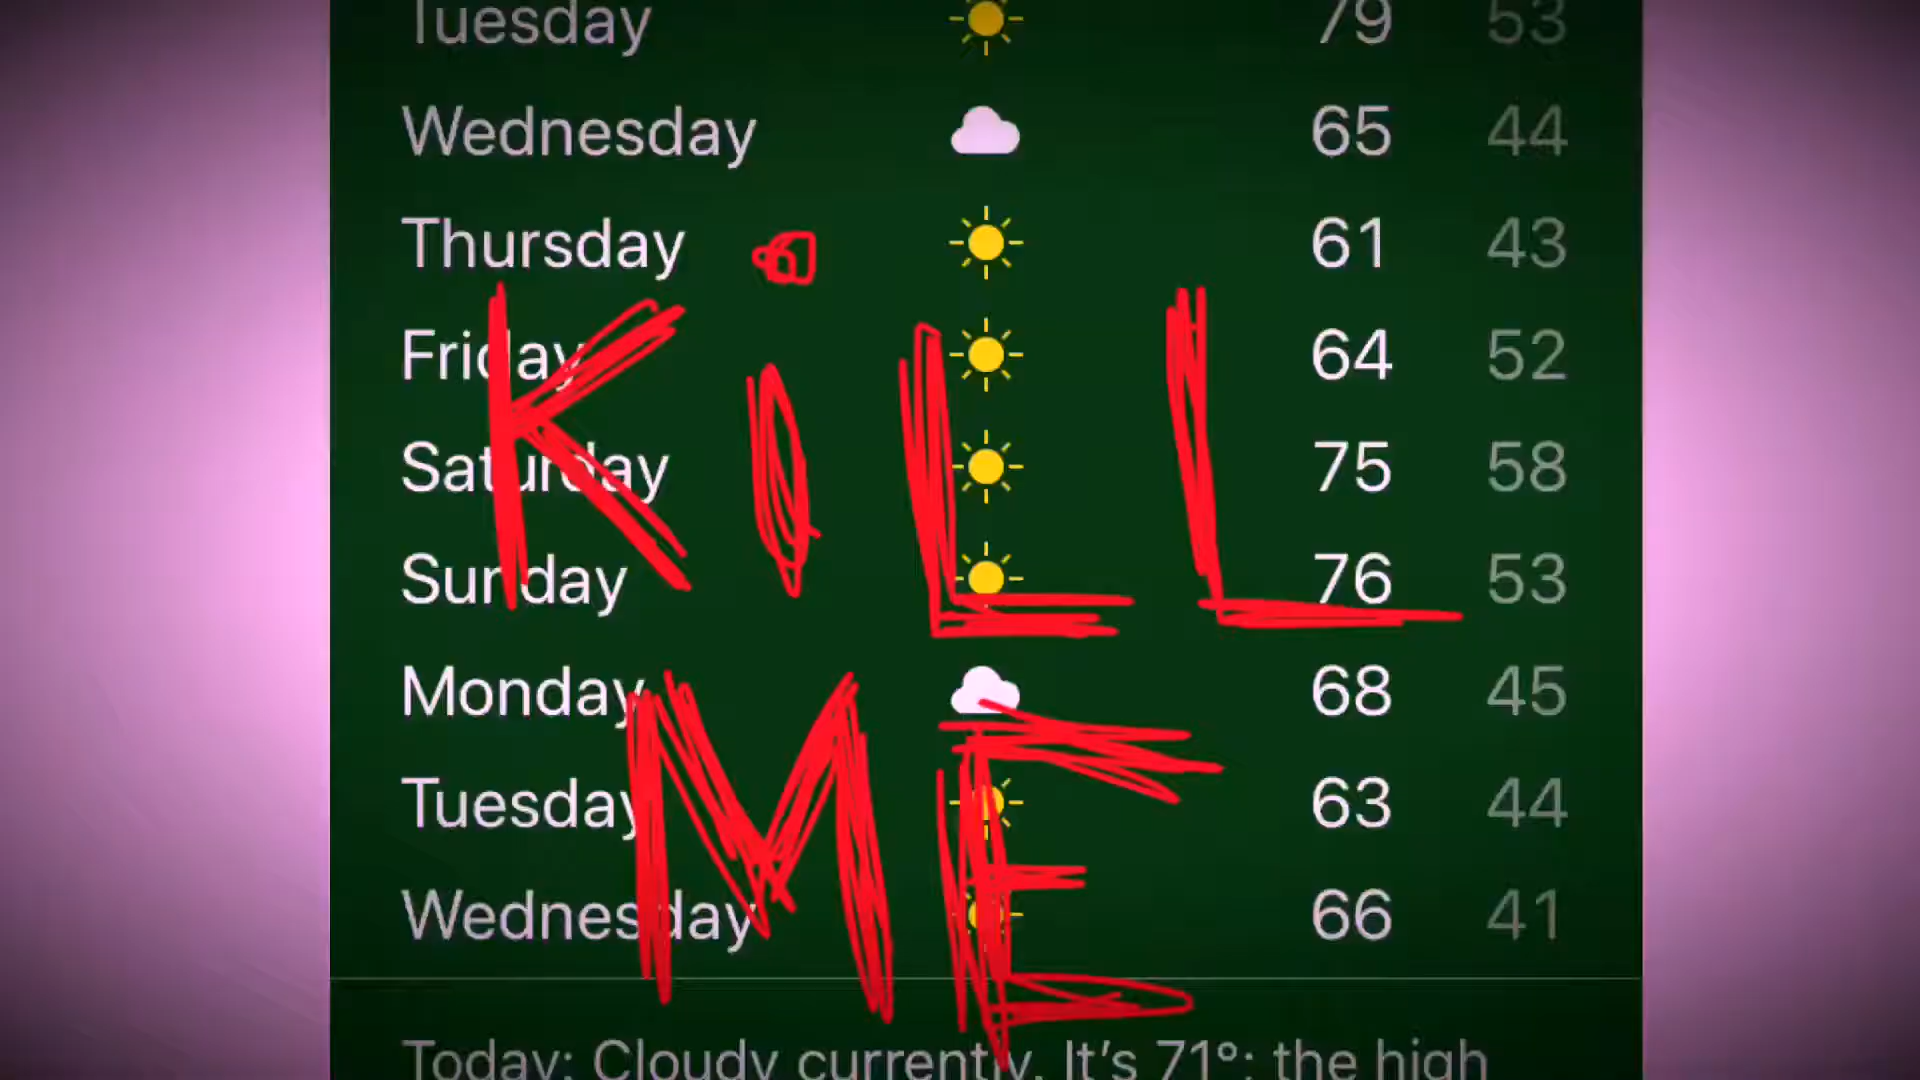 Tuesday 79 53
Wednesday 65 44
Thursday 61 43
Friday 64 52
Saturday 75 58
Sunday 76 53
Monday 68 45
Tuesday 63 44
Wednesday 66 41
KiLL
ME
Today: Cloudy currently. It's 71°; the high